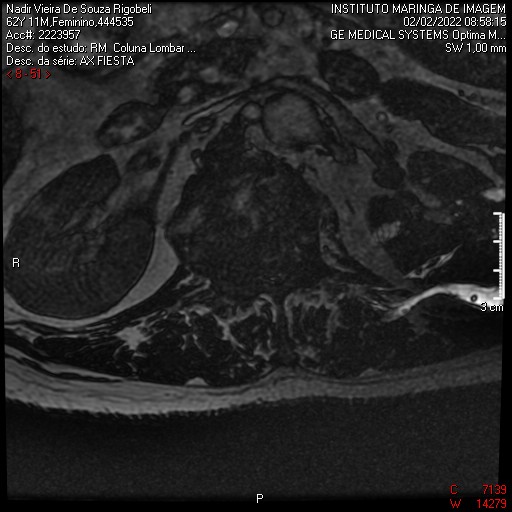 Nadir Vieira De Souza Rigobeli
62Y 11M,Feminino,444535
Acc#: 2223957
Desc. do estudo: RM Coluna Lombar ...
Desc. da série: AX FIESTA
< 8 - 51 >
INSTITUTO MARINGA DE IMAGEM
02/02/2022 08:58:15
GE MEDICAL SYSTEMS Optima M...
SW 1,00 mm
R
3 cm
P
C 7139
W 14279